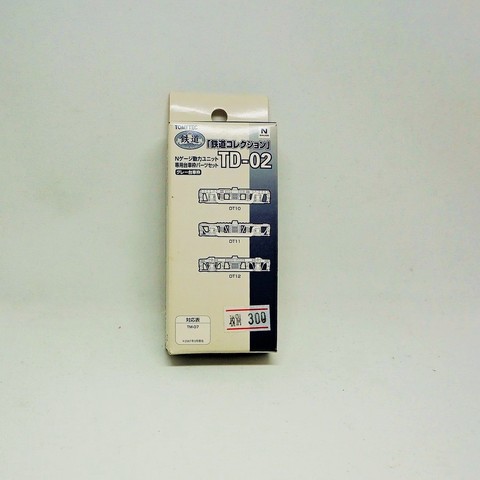 TOMYTEC
鉄道
「鉄道コレクション」
N
Nゲージ動力ユニット
専用台車枠パーツセット
TD-02
グレー台車枠
DT10
DT11
DT12
対応表
TM-07
300